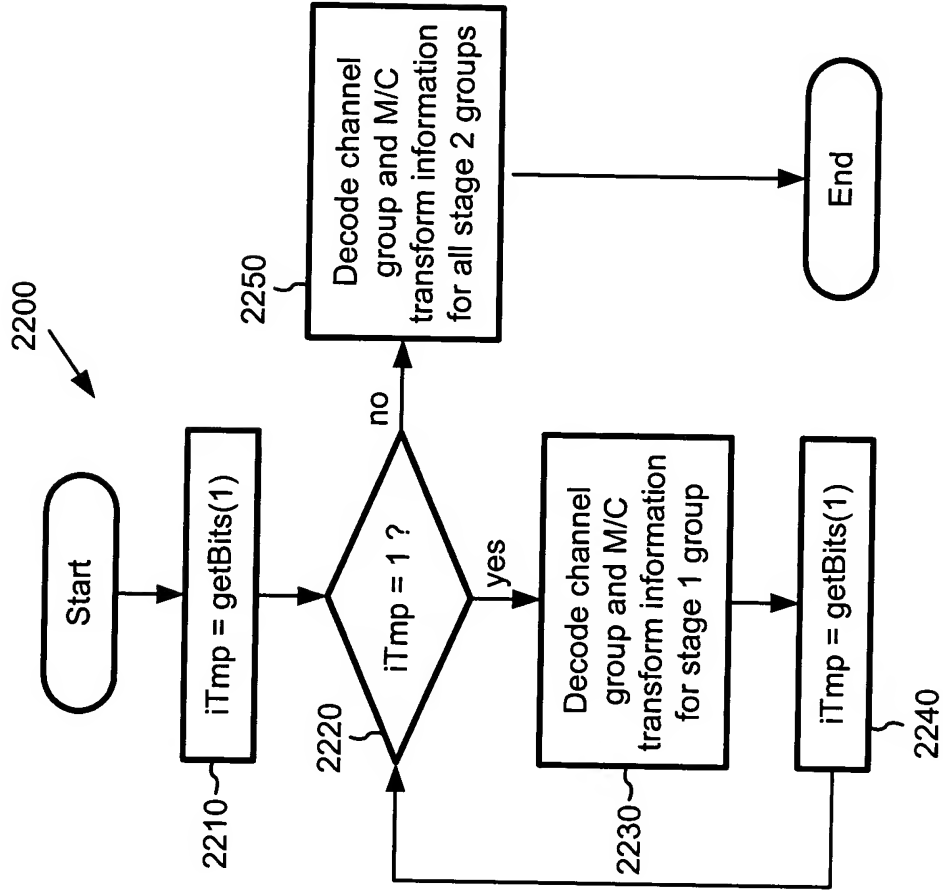 2200
Start
2210
iTmp = getBits(1)
2220
iTmp = 1 ?
no
yes
2250
Decode channel
group and M/C
transform information
for all stage 2 groups
2230
Decode channel
group and M/C
transform information
for stage 1 group
iTmp = getBits(1)
2240
End